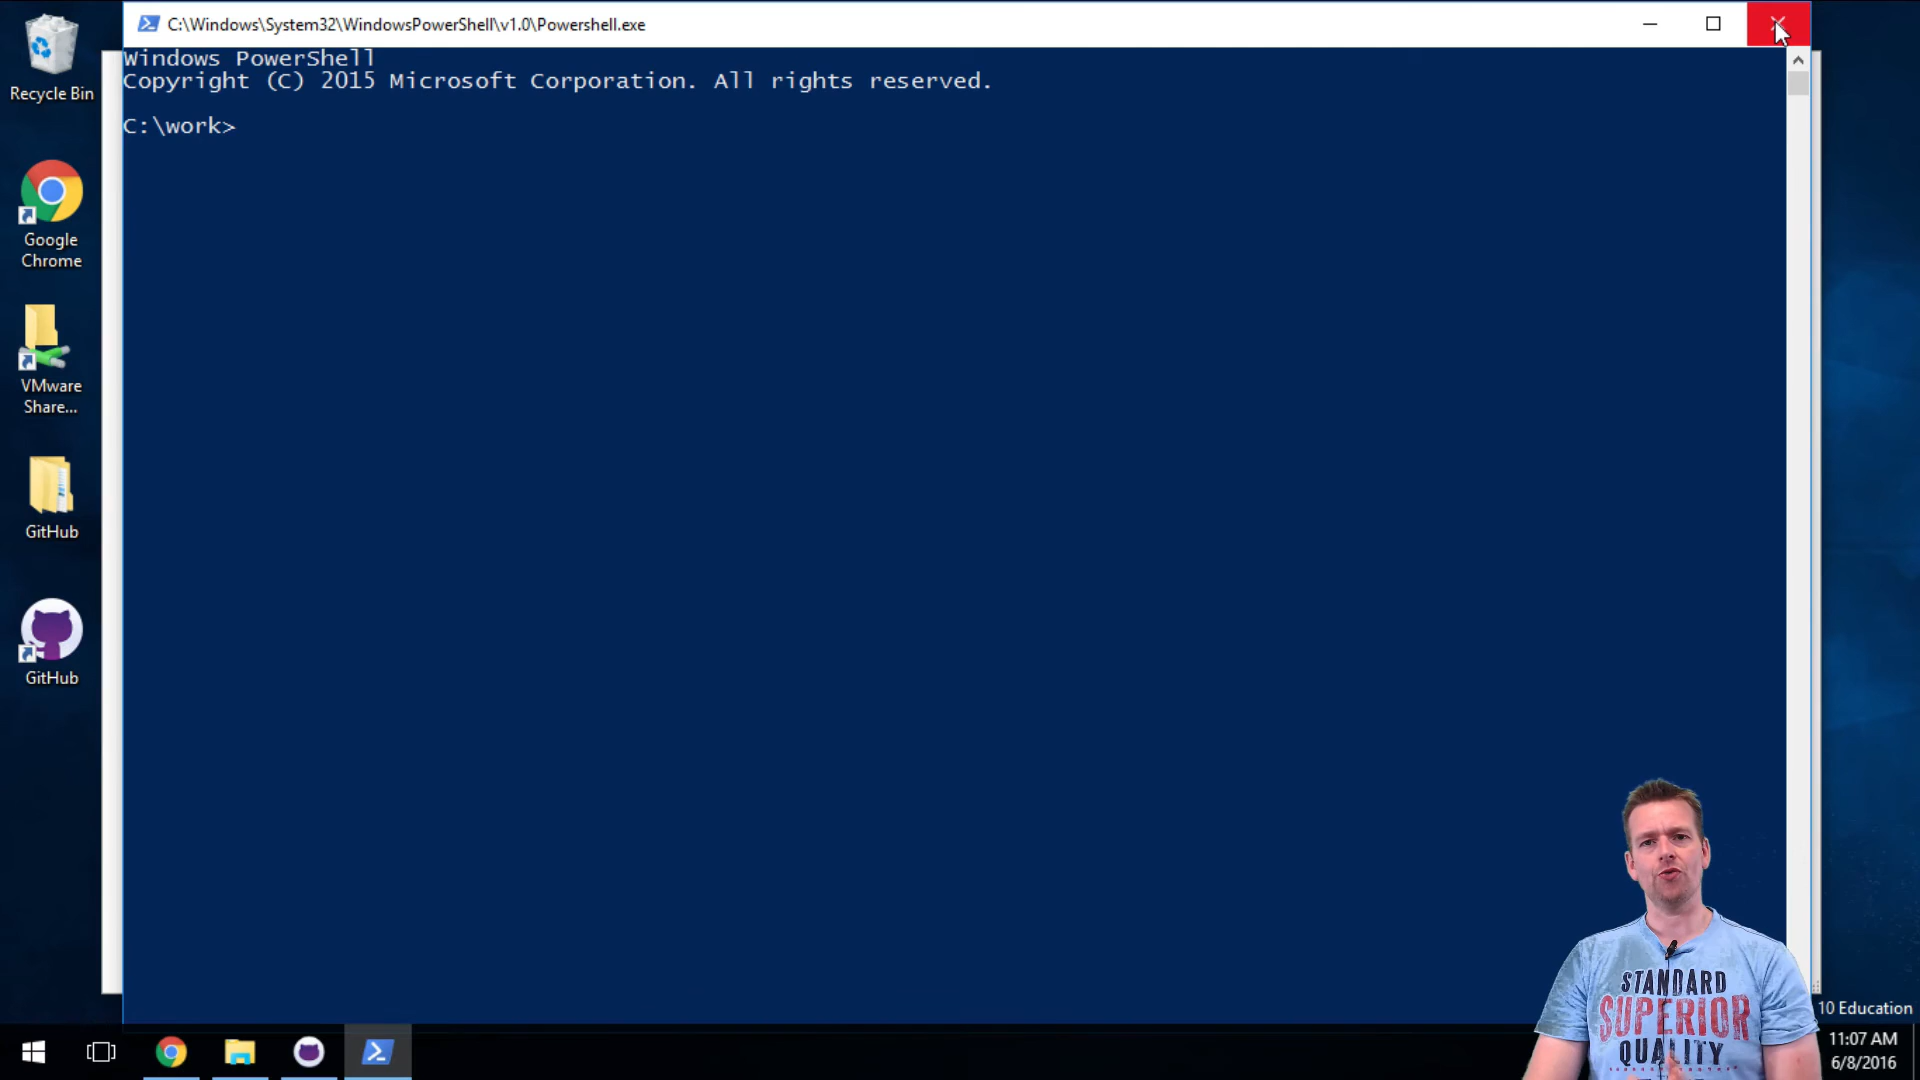 C:\Windows\System32\WindowsPowerShell\v1.0\Powershell.exe
Windows PowerShell
Copyright (C) 2015 Microsoft Corporation. All rights reserved.
C:\work>
Recycle Bin
Google
Chrome
VMware
Share...
GitHub
GitHub
STANDARD
SUPERIOR
QUALITY
10 Education
11:07 AM
6/8/2016